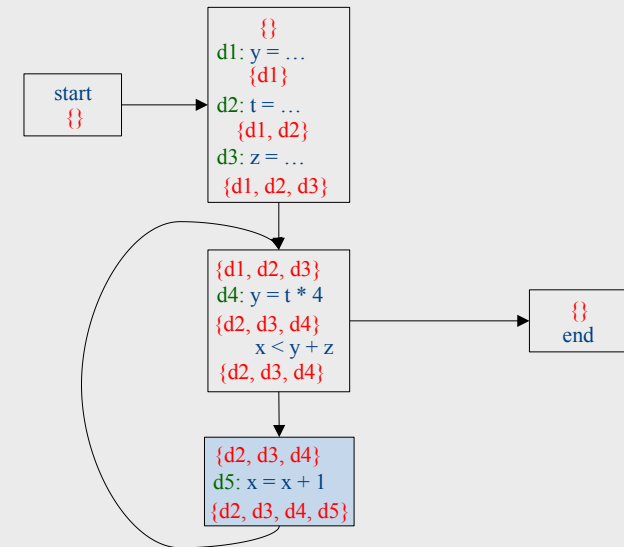 start
{}
{}
d1: y = …
{d1}
d2: t = …
{d1, d2}
d3: z = …
{d1, d2, d3}
{d1, d2, d3}
d4: y = t * 4
{d2, d3, d4}
x < y + z
{d2, d3, d4}
{}
end
{d2, d3, d4}
d5: x = x + 1
{d2, d3, d4, d5}